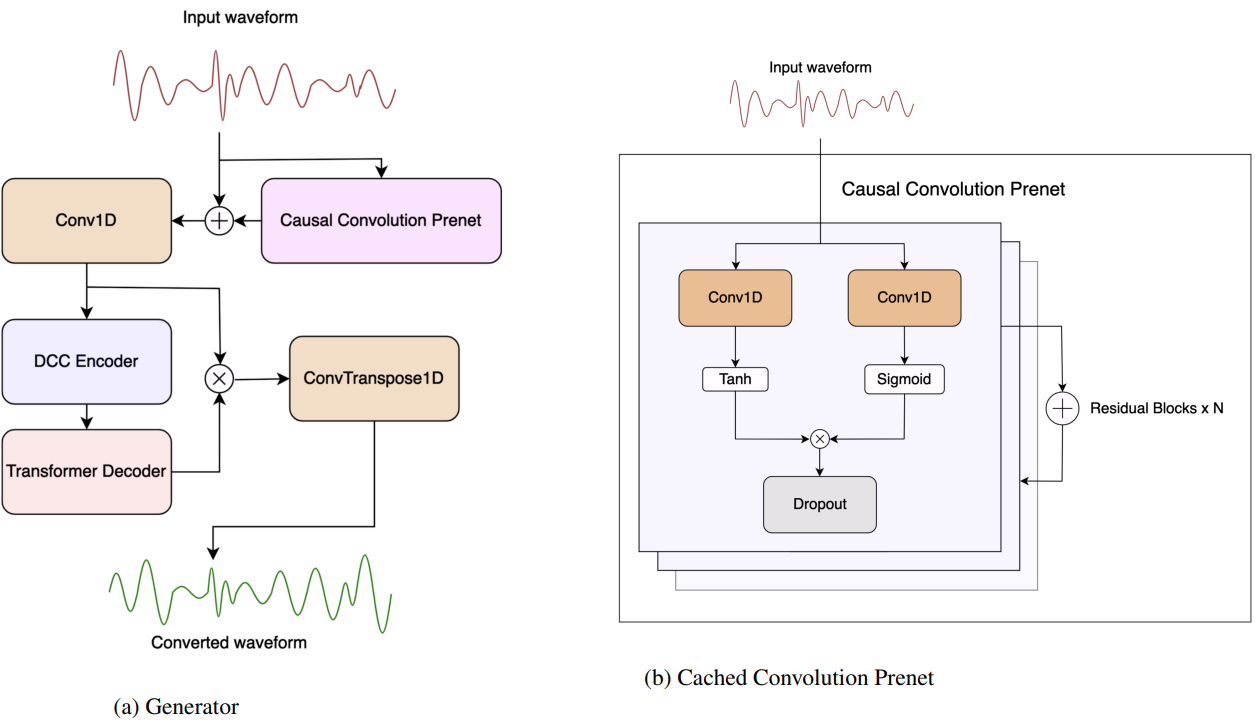 Input waveform
Conv1D
Causal Convolution Prenet
DCC Encoder
ConvTranspose1D
Transformer Decoder
Converted waveform
(a) Generator
Input waveform
Causal Convolution Prenet
Conv1D
Conv1D
Tanh
Sigmoid
Residual Blocks x N
Dropout
(b) Cached Convolution Prenet